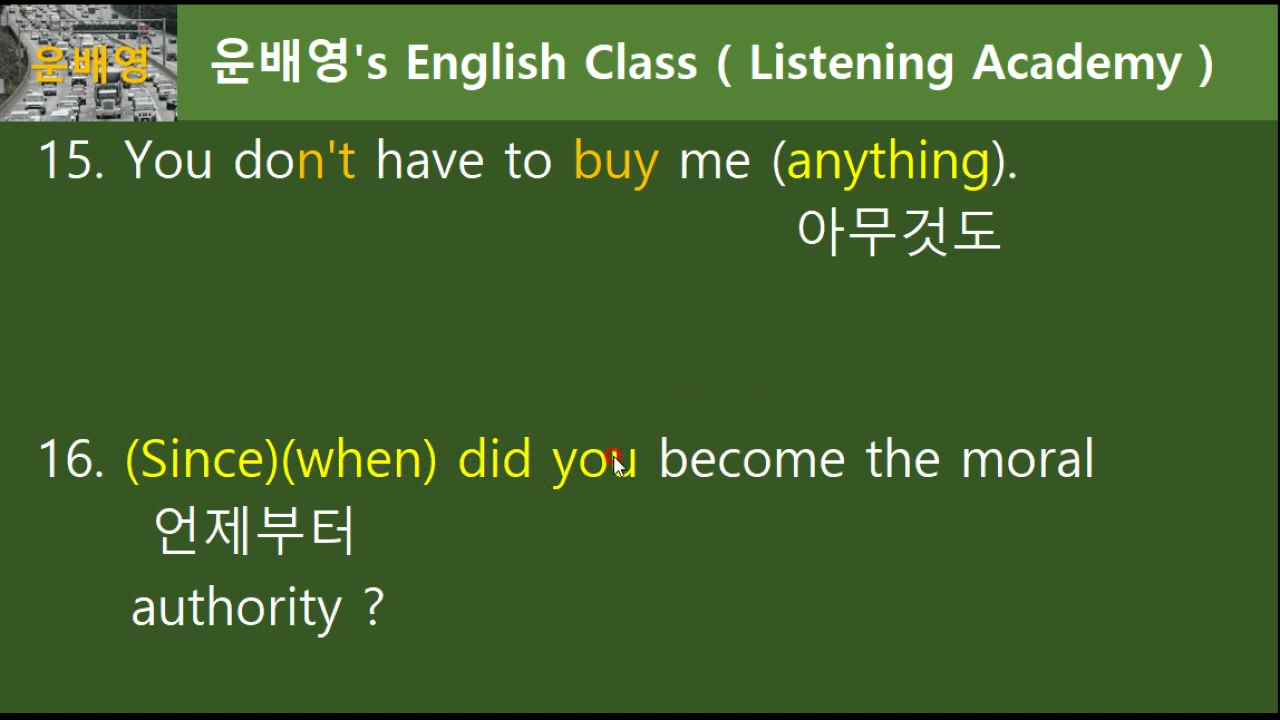 운배영
운배영's English Class ( Listening Academy )
15. You don't have to buy me (anything).
아무것도
16. (Since)(when) did you become the moral
언제부터
authority ?